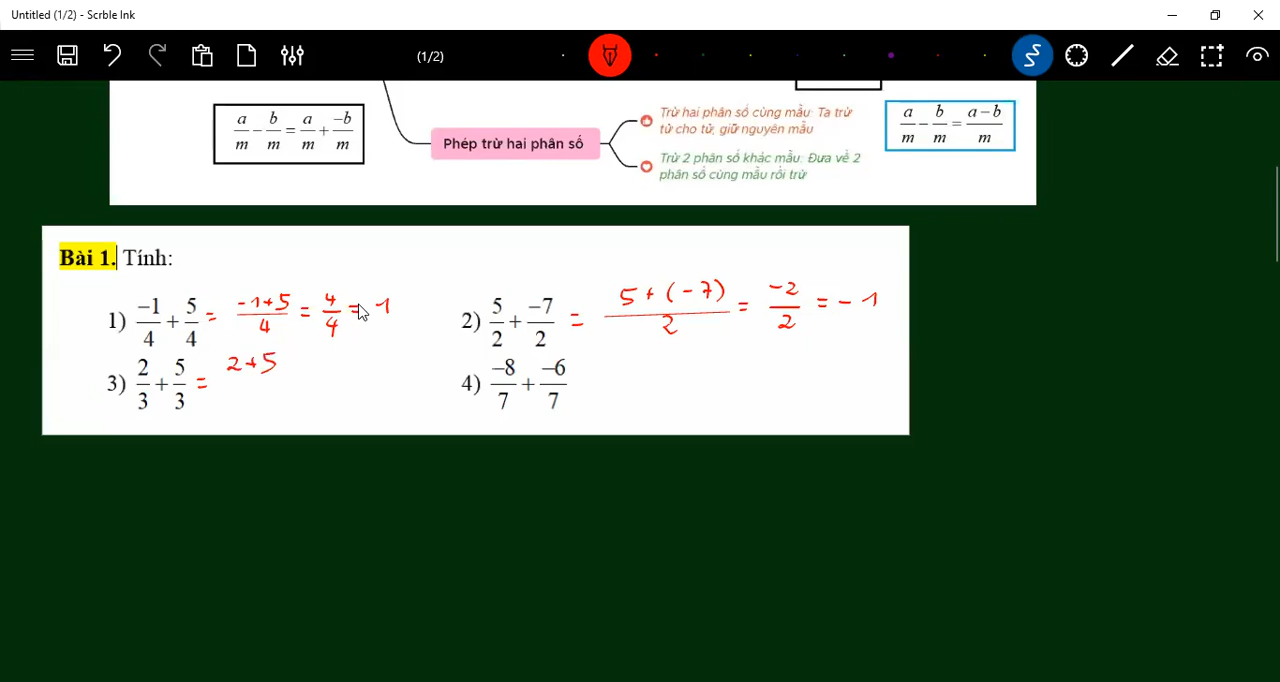 Untitled (1/2) - Scrble Ink
(1/2)
a/m − b/m = a/m + −b/m
Phép trừ hai phân số
Trừ hai phân số cùng mẫu: Ta trừ
tử cho tử, giữ nguyên mẫu
Trừ 2 phân số khác mẫu: Đưa về 2
phân số cùng mẫu rồi trừ
a/m − b/m = a−b/m
Bài 1. Tính:
1) −1/4 + 5/4 = -1+5/4 = 4/4 = 1
2) 5/2 + −7/2 = 5+(-7)/2 = -2/2 = -1
3) 2/3 + 5/3 = 2+5
4) −8/7 + −6/7